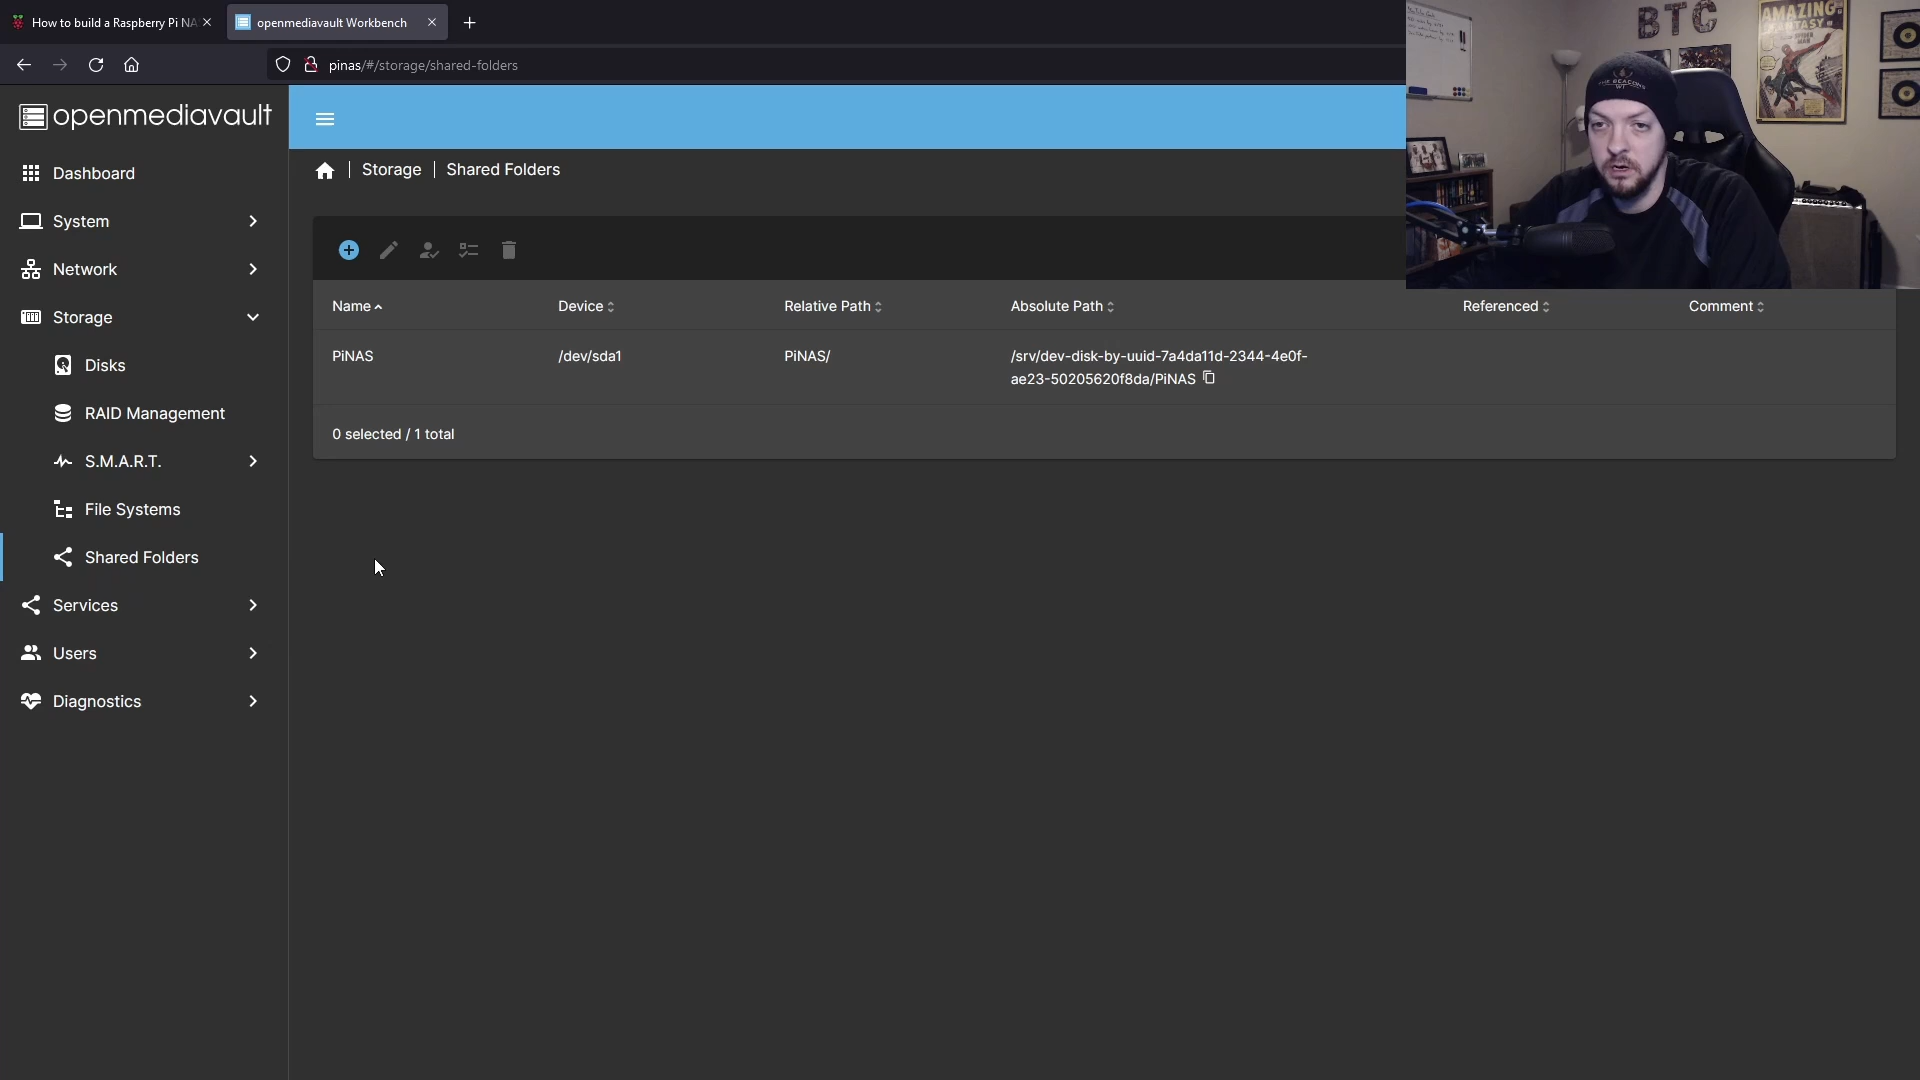 How to build a Raspberry Pi NA
openmediavault Workbench
pinas/#/storage/shared-folders
openmediavault
Dashboard
System
Network
Storage
Disks
RAID Management
S.M.A.R.T.
File Systems
Shared Folders
Services
Users
Diagnostics
Storage | Shared Folders
Name Device Relative Path Absolute Path Referenced Comment
PiNAS /dev/sda1 PiNAS/ /srv/dev-disk-by-uuid-7a4da11d-2344-4e0f-
ae23-50205620f8da/PiNAS
0 selected / 1 total
BTC
AMAZING
FANTASY
THE BEACONS